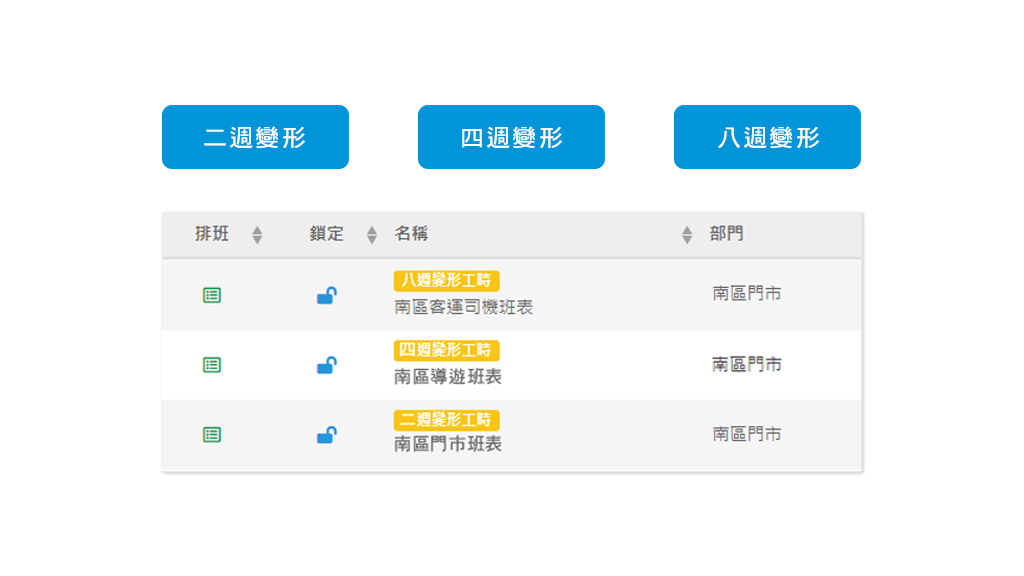 二週變形
四週變形
八週變形
排班 鎖定 名稱 部門
八週變形工時
南區客運司機班表 南區門市
四週變形工時
南區導遊班表 南區門市
二週變形工時
南區門市班表 南區門市